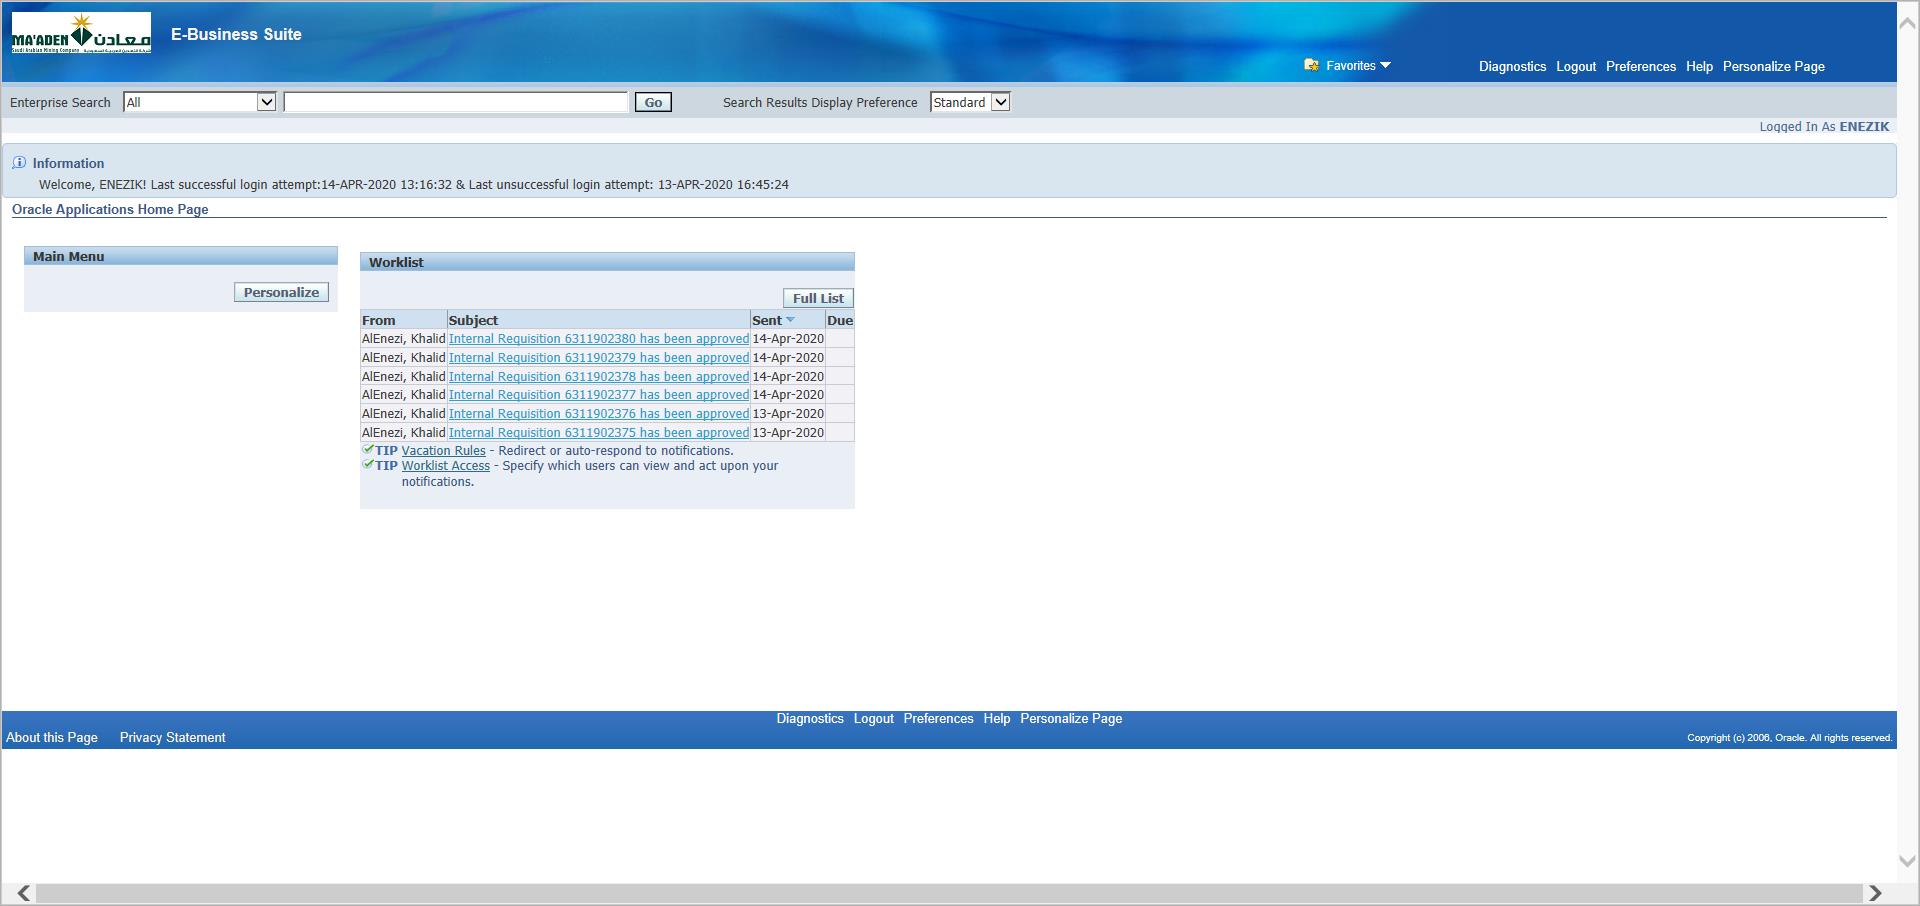 MA'ADEN معادن
Saudi Arabian Mining Company
E-Business Suite
Favorites
Diagnostics Logout Preferences Help Personalize Page
Enterprise Search All Go Search Results Display Preference Standard
Logged In As ENEZIK
Information
Welcome, ENEZIK! Last successful login attempt:14-APR-2020 13:16:32 & Last unsuccessful login attempt: 13-APR-2020 16:45:24
Oracle Applications Home Page
Main Menu
Personalize
Worklist
Full List
From Subject Sent Due
AlEnezi, Khalid Internal Requisition 6311902380 has been approved 14-Apr-2020
AlEnezi, Khalid Internal Requisition 6311902379 has been approved 14-Apr-2020
AlEnezi, Khalid Internal Requisition 6311902378 has been approved 14-Apr-2020
AlEnezi, Khalid Internal Requisition 6311902377 has been approved 14-Apr-2020
AlEnezi, Khalid Internal Requisition 6311902376 has been approved 13-Apr-2020
AlEnezi, Khalid Internal Requisition 6311902375 has been approved 13-Apr-2020
TIP Vacation Rules - Redirect or auto-respond to notifications.
TIP Worklist Access - Specify which users can view and act upon your
notifications.
Diagnostics Logout Preferences Help Personalize Page
About this Page Privacy Statement
Copyright (c) 2006, Oracle. All rights reserved.